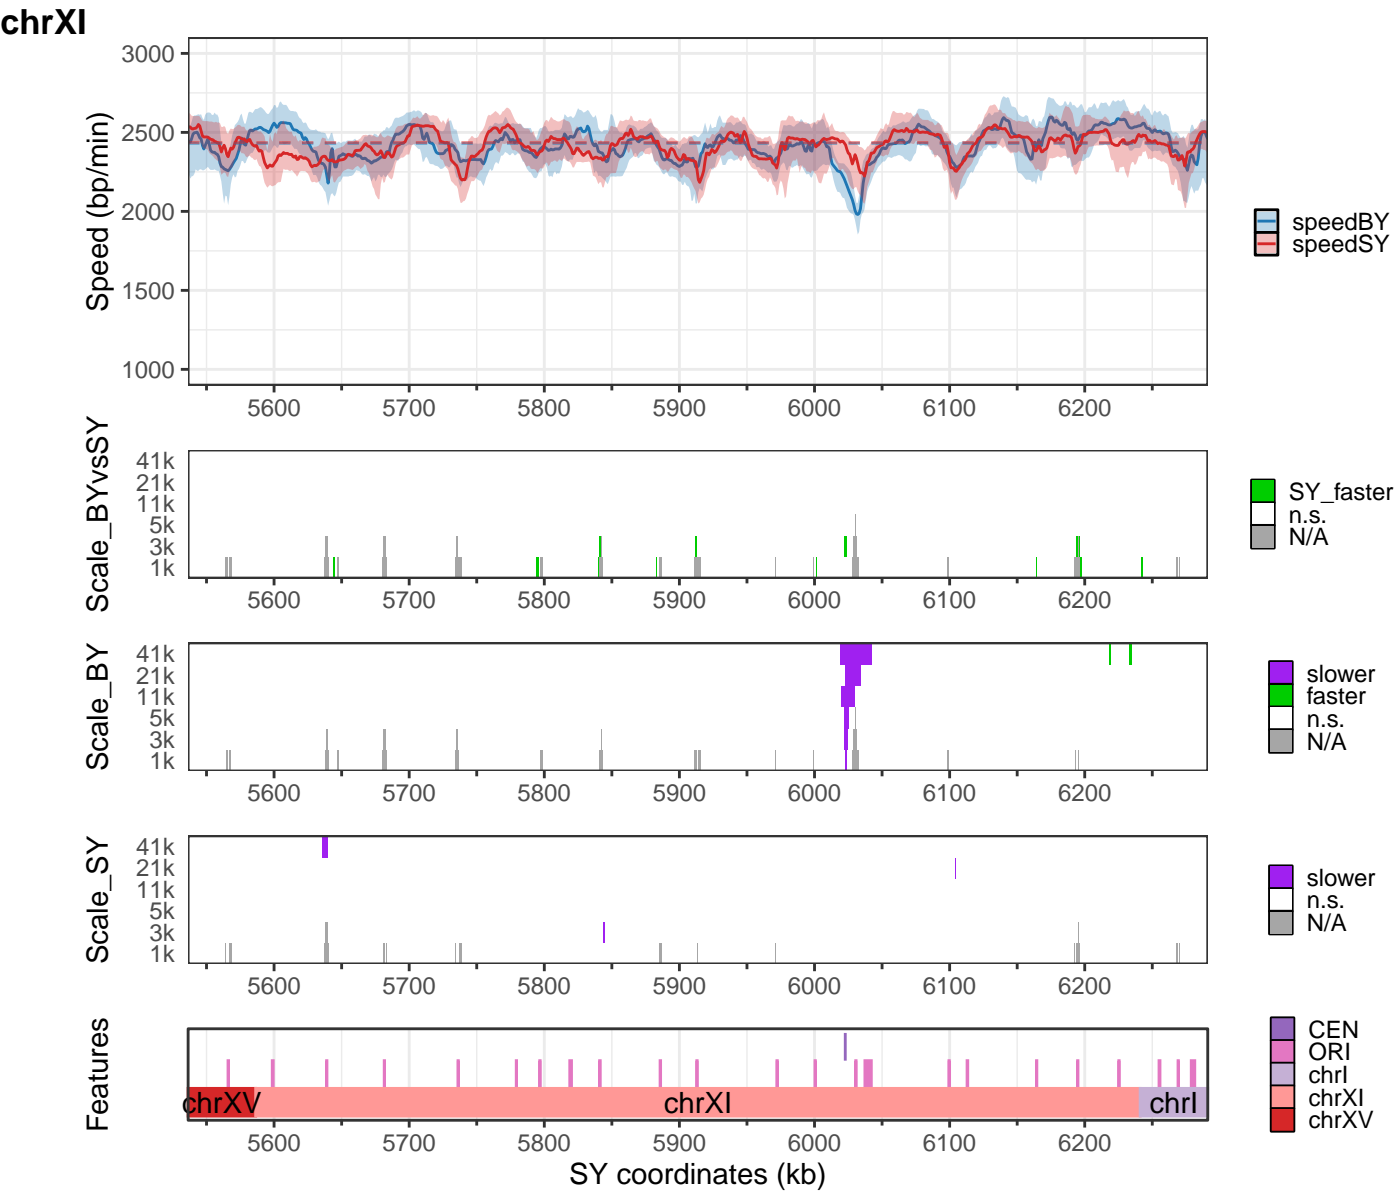 chrXI
Speed (bp/min)
3000
2500
2000
1500
1000
5600 5700 5800 5900 6000 6100 6200
speedBY
speedSY
Scale_BYvsSY
41k
21k
11k
5k
3k
1k
5600 5700 5800 5900 6000 6100 6200
SY_faster
n.s.
N/A
Scale_BY
41k
21k
11k
5k
3k
1k
5600 5700 5800 5900 6000 6100 6200
slower
faster
n.s.
N/A
Scale_SY
41k
21k
11k
5k
3k
1k
5600 5700 5800 5900 6000 6100 6200
slower
n.s.
N/A
Features
chrXV chrXI chrI
5600 5700 5800 5900 6000 6100 6200
SY coordinates (kb)
CEN
ORI
chrI
chrXI
chrXV